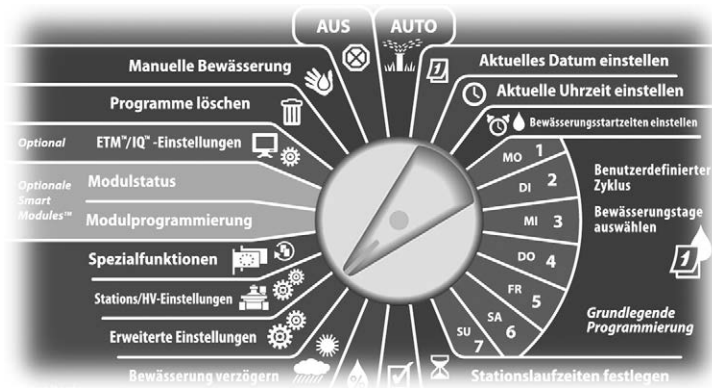 AUS
AUTO
Manuelle Bewässerung
Programme löschen
Optional
ETM™/IQ™ -Einstellungen
Optionale
Smart
Modules™
Modulstatus
Modulprogrammierung
Spezialfunktionen
Stations/HV-Einstellungen
Erweiterte Einstellungen
Bewässerung verzögern
Aktuelles Datum einstellen
1
Aktuelle Uhrzeit einstellen
Bewässerungsstartzeiten einstellen
MO 1
DI 2
MI 3
DO 4
FR 5
SA 6
SU 7
Benutzerdefinierter
Zyklus
Bewässerungstage
auswählen
1
Grundlegende
Programmierung
Stationslaufzeiten festlegen
%